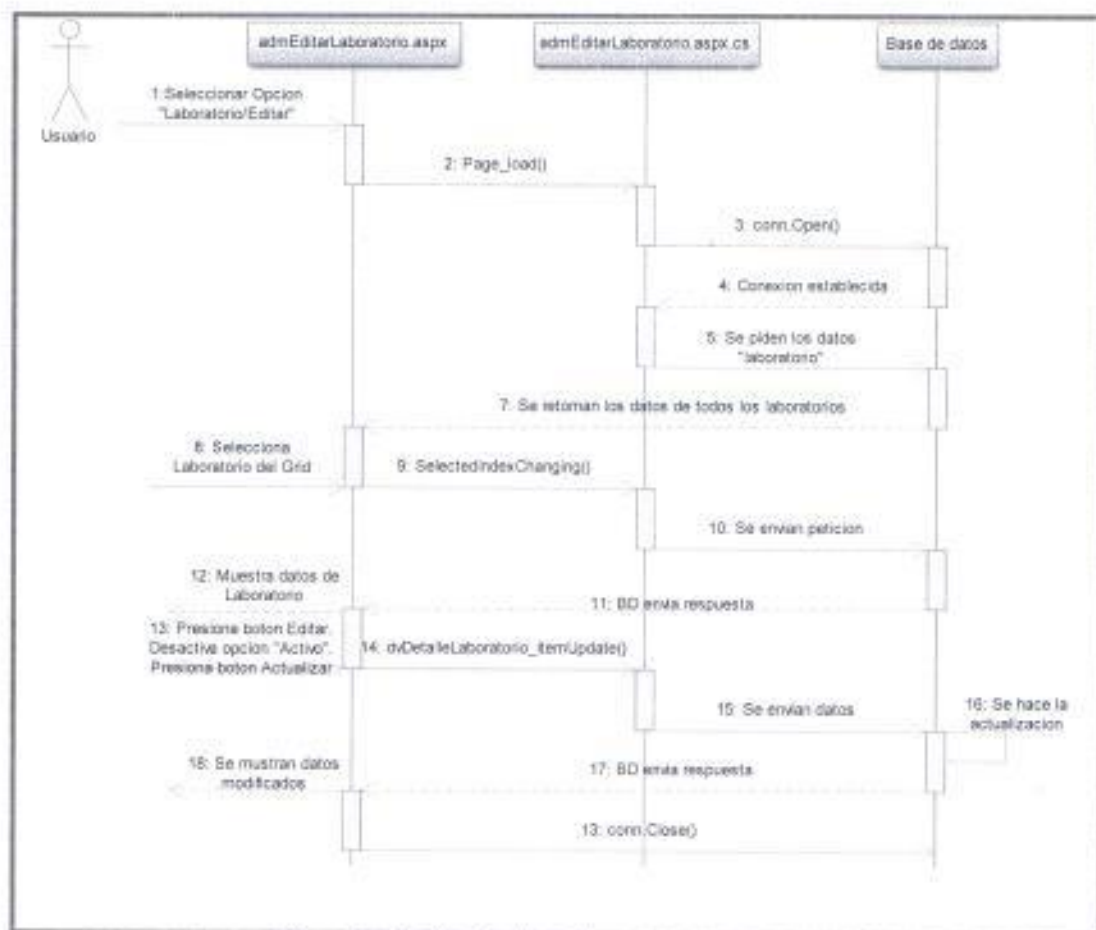 admEditarLaboratorio.aspx
admEditarLaboratorio.aspx.cs
Base de datos
Usuario
1:Seleccionar Opcion
"Laboratorio/Editar"
2: Page_load()
3: conn.Open()
4: Conexion establecida
5: Se piden los datos
"laboratorio"
7: Se retornan los datos de todos los laboratorios
8: Selecciona
Laboratorio del Grid
9: SelectedIndexChanging()
10: Se envian peticion
12: Muestra datos de
Laboratorio
11: BD envia respuesta
13: Presiona boton Editar.
Desactiva opcion "Activo".
Presiona boton Actualizar
14: dvDetalleLaboratorio_itemUpdate()
15: Se envian datos
16: Se hace la
actualizacion
18: Se mustran datos
modificados
17: BD envia respuesta
13: conn.Close()